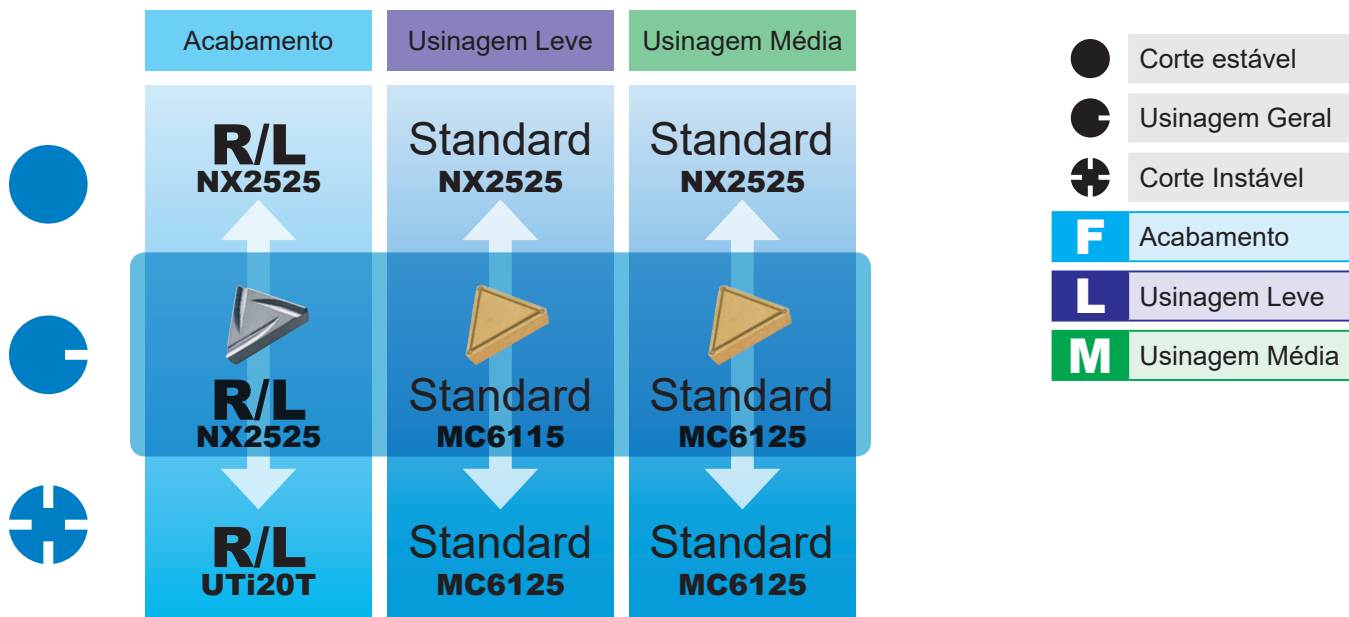 Acabamento
Usinagem Leve
Usinagem Média
R/L
NX2525
Standard
NX2525
Standard
NX2525
R/L
NX2525
Standard
MC6115
Standard
MC6125
R/L
UTi20T
Standard
MC6125
Standard
MC6125
Corte estável
Usinagem Geral
Corte Instável
F Acabamento
L Usinagem Leve
M Usinagem Média